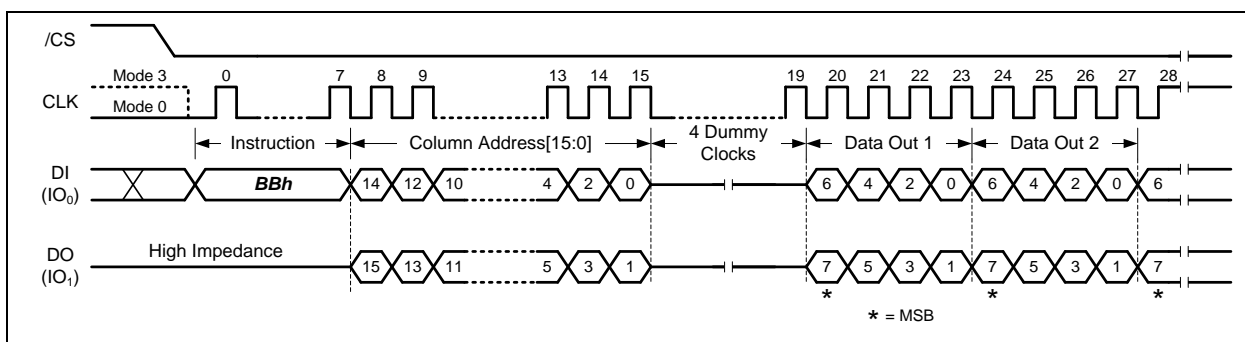 /CS
Mode 3 0 7 8 9 13 14 15 19 20 21 22 23 24 25 26 27 28
CLK
Mode 0
4 Dummy
Instruction Column Address[15:0] Clocks Data Out 1 Data Out 2
DI
(IO0)
BBh 14 12 10 4 2 0 6 4 2 0 6 4 2 0 6
High Impedance
DO
(IO1)
15 13 11 5 3 1 7 5 3 1 7 5 3 1 7
* * *
* = MSB